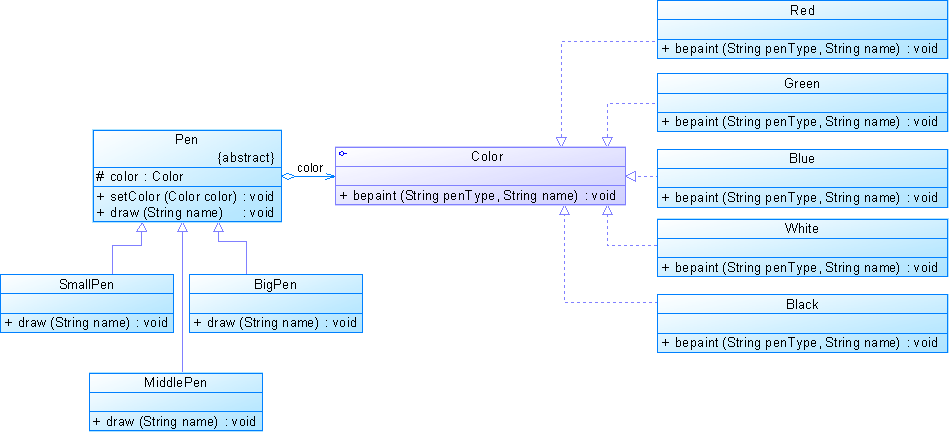 Pen
{abstract}
# color : Color
+ setColor (Color color) : void
+ draw (String name) : void
color
Color
+ bepaint (String penType, String name) : void
SmallPen
+ draw (String name) : void
BigPen
+ draw (String name) : void
MiddlePen
+ draw (String name) : void
Red
+ bepaint (String penType, String name) : void
Green
+ bepaint (String penType, String name) : void
Blue
+ bepaint (String penType, String name) : void
White
+ bepaint (String penType, String name) : void
Black
+ bepaint (String penType, String name) : void